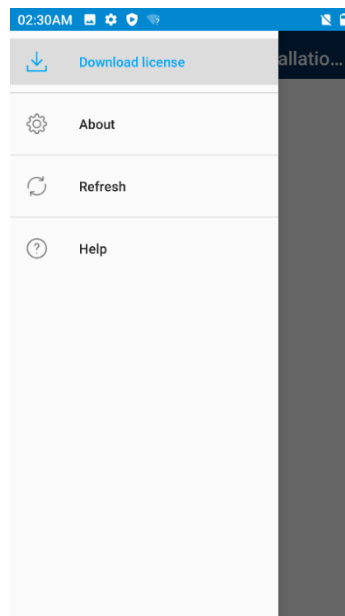 02:30AM
Download license
allatio...
About
Refresh
Help